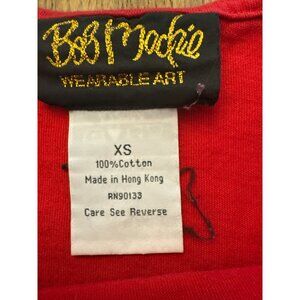 Bob Mackie
WEARABLE ART
XS
100%Cotton
Made in Hong Kong
RN90133
Care See Reverse